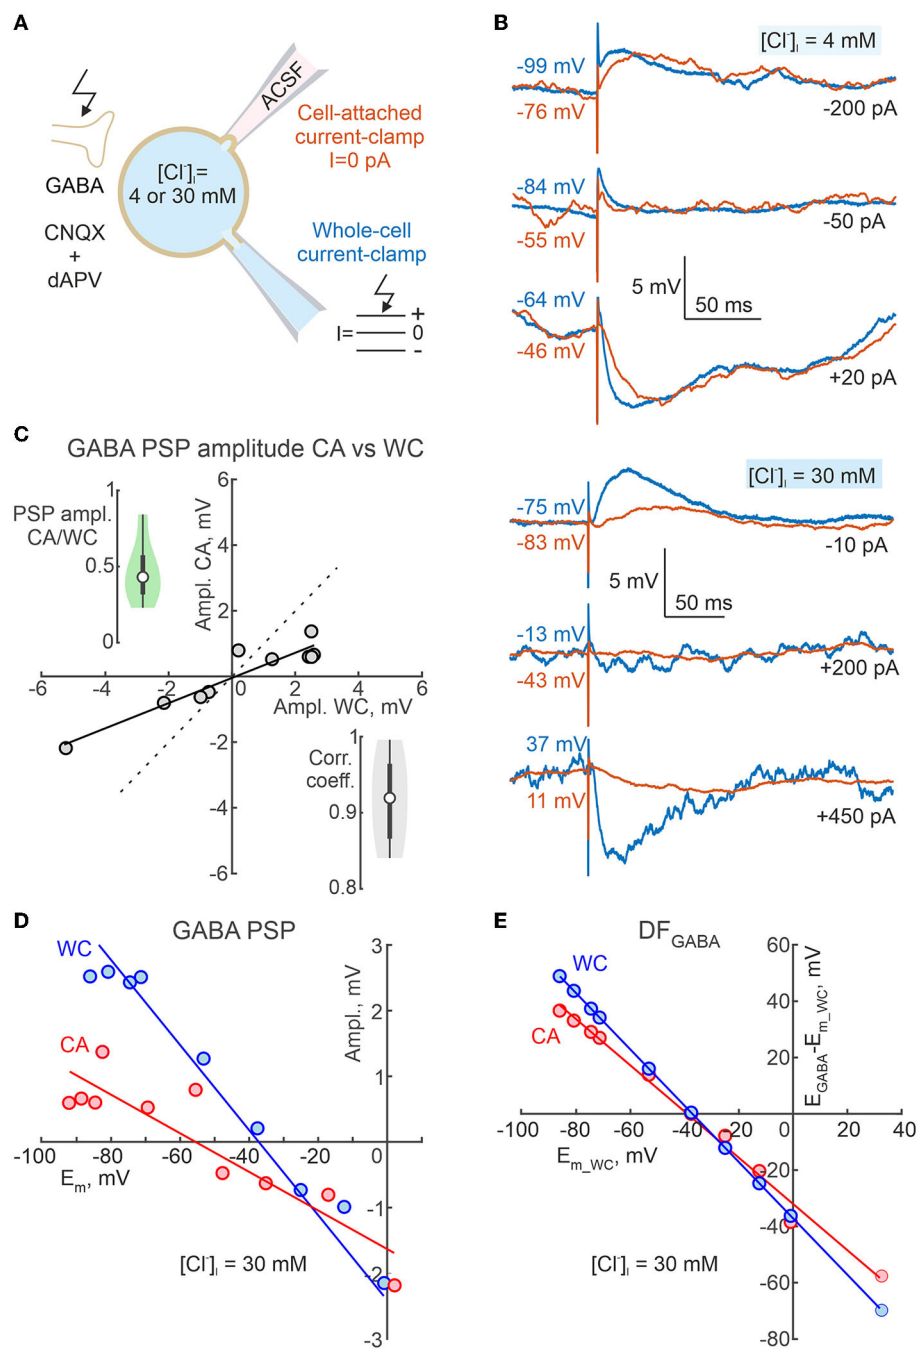 A
ACSF
Cell-attached
current-clamp
I=0 pA
GABA
[Cl⁻]ᵢ=
4 or 30 mM
CNQX
+
dAPV
Whole-cell
current-clamp
I=
+
0
-
B
[Cl⁻]ᵢ = 4 mM
-99 mV
-76 mV
-200 pA
-84 mV
-55 mV
-50 pA
5 mV
50 ms
-64 mV
-46 mV
+20 pA
[Cl⁻]ᵢ = 30 mM
-75 mV
-83 mV
-10 pA
5 mV
50 ms
-13 mV
-43 mV
+200 pA
37 mV
11 mV
+450 pA
C
GABA PSP amplitude CA vs WC
PSP ampl.
CA/WC
1
0.5
0
Ampl. CA, mV
6
4
2
-2
-4
-6
-6 -4 -2 0 2 4 6
Ampl. WC, mV
Corr.
coeff.
1
0.9
0.8
D
GABA PSP
WC
CA
Ampl., mV
3
2
1
-1
-2
-3
-100 -80 -60 -40 -20 0
Eₘ, mV
[Cl⁻]ᵢ = 30 mM
E
DF_GABA
WC
CA
E_GABA-E_m_WC, mV
60
40
20
-20
-40
-60
-80
-100 -80 -60 -40 -20 0 20 40
E_m_WC, mV
[Cl⁻]ᵢ = 30 mM